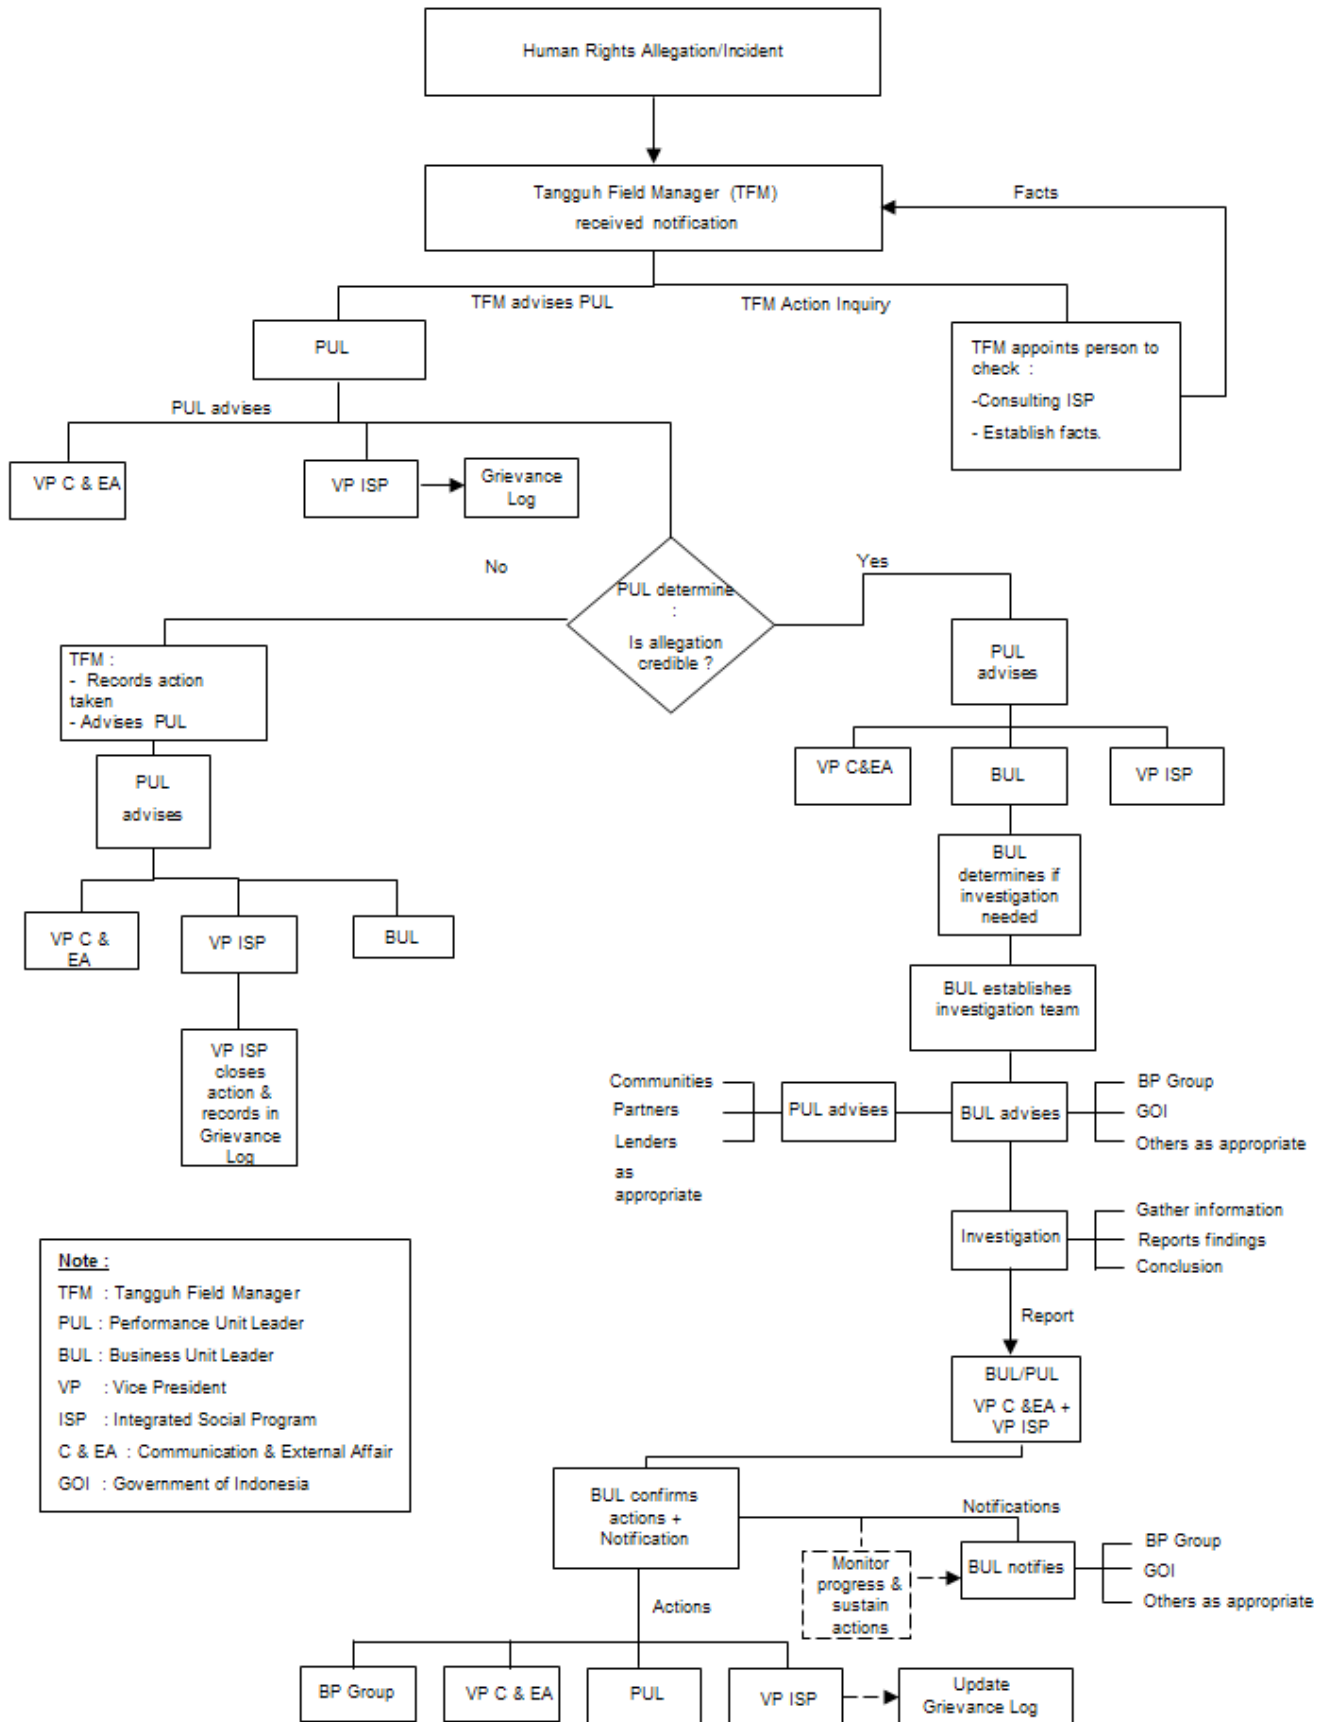 Human Rights Allegation/Incident
Tangguh Field Manager (TFM)
received notification
Facts
TFM advises PUL
TFM Action Inquiry
PUL
TFM appoints person to
check :
-Consulting ISP
- Establish facts.
PUL advises
VP C & EA
VP ISP
Grievance
Log
No
Yes
PUL determine
:
Is allegation
credible ?
TFM :
- Records action
taken
- Advises PUL
PUL
advises
PUL
advises
VP C&EA
BUL
VP ISP
BUL
determines if
investigation
needed
VP C &
EA
VP ISP
BUL
BUL establishes
investigation team
VP ISP
closes
action &
records in
Grievance
Log
Communities
Partners
Lenders
as
appropriate
PUL advises
BUL advises
BP Group
GOI
Others as appropriate
Investigation
Gather information
Reports findings
Conclusion
Report
Note :
TFM : Tangguh Field Manager
PUL : Performance Unit Leader
BUL : Business Unit Leader
VP : Vice President
ISP : Integrated Social Program
C & EA : Communication & External Affair
GOI : Government of Indonesia
BUL/PUL
VP C &EA +
VP ISP
BUL confirms
actions +
Notification
Notifications
Monitor
progress &
sustain
actions
BUL notifies
BP Group
GOI
Others as appropriate
Actions
BP Group
VP C & EA
PUL
VP ISP
Update
Grievance Log